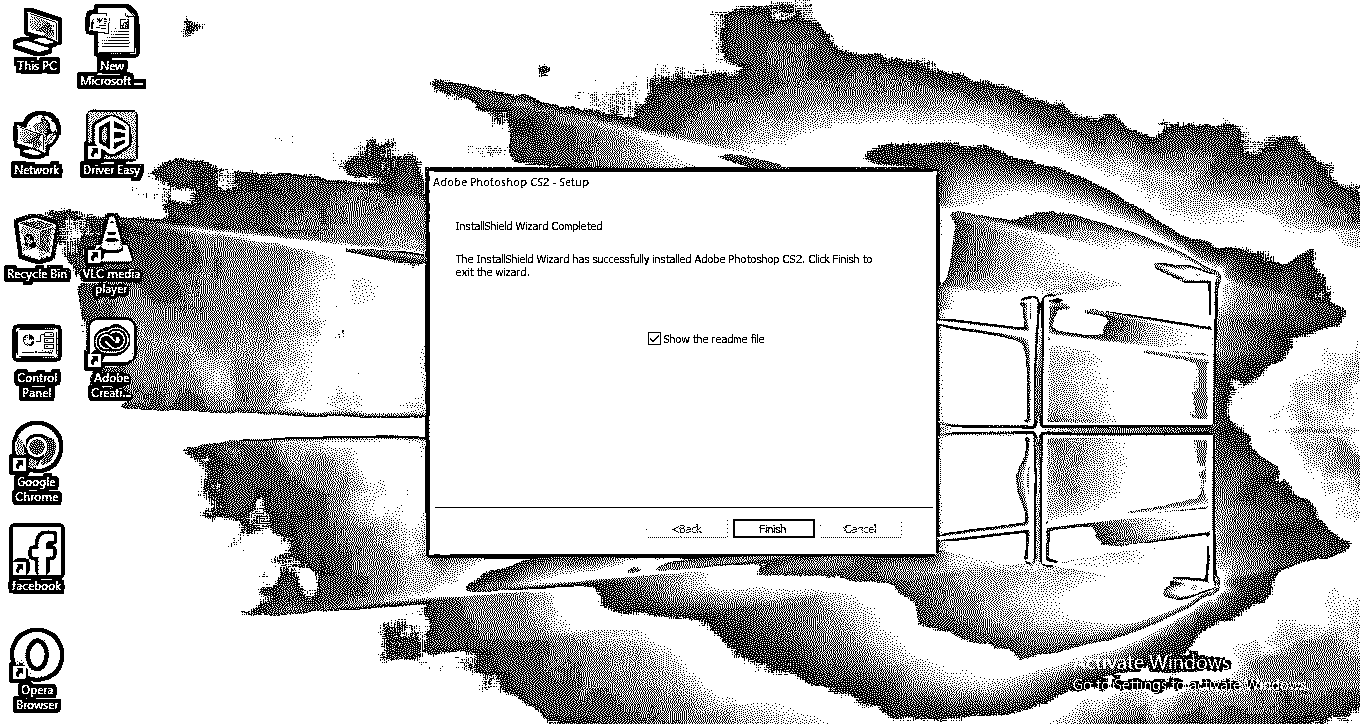 This PC
New
Microsoft ...
Network
Driver Easy
Recycle Bin
VLC media
player
Control
Panel
Adobe
Creati...
Google
Chrome
facebook
Opera
Browser
Adobe Photoshop CS2 - Setup
InstallShield Wizard Completed
The InstallShield Wizard has successfully installed Adobe Photoshop CS2. Click Finish to
exit the wizard.
Show the readme file
<Back
Finish
Cancel
Activate Windows
Go to Settings to activate Windows.